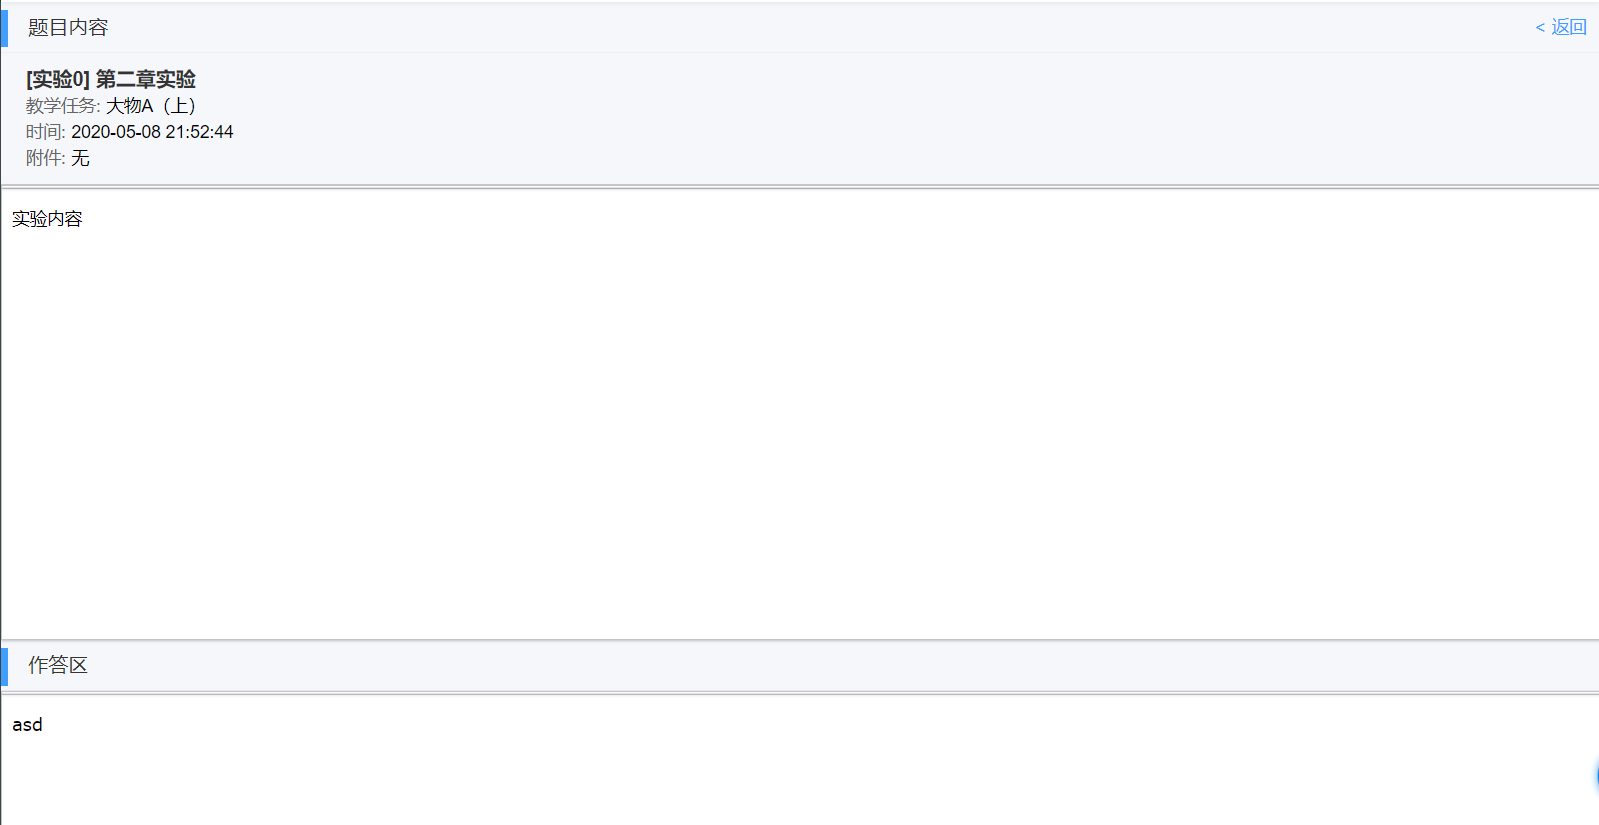 题目内容
< 返回
[实验0] 第二章实验
教学任务: 大物A（上）
时间: 2020-05-08 21:52:44
附件: 无
实验内容
作答区
asd